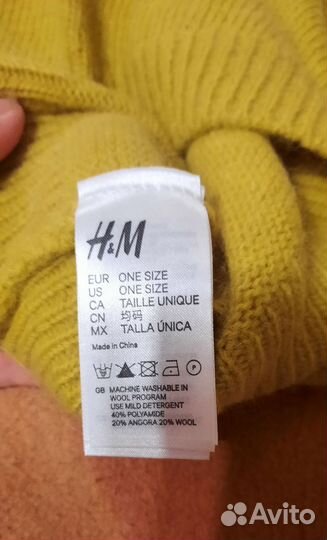 H&M
EUR ONE SIZE
US ONE SIZE
CA TAILLE UNIQUE
CN 均码
MX TALLA ÚNICA
Made in China
P
GB MACHINE WASHABLE IN
WOOL PROGRAM
USE MILD DETERGENT
40% POLYAMIDE
20% ANGORA 20% WOOL
Avito